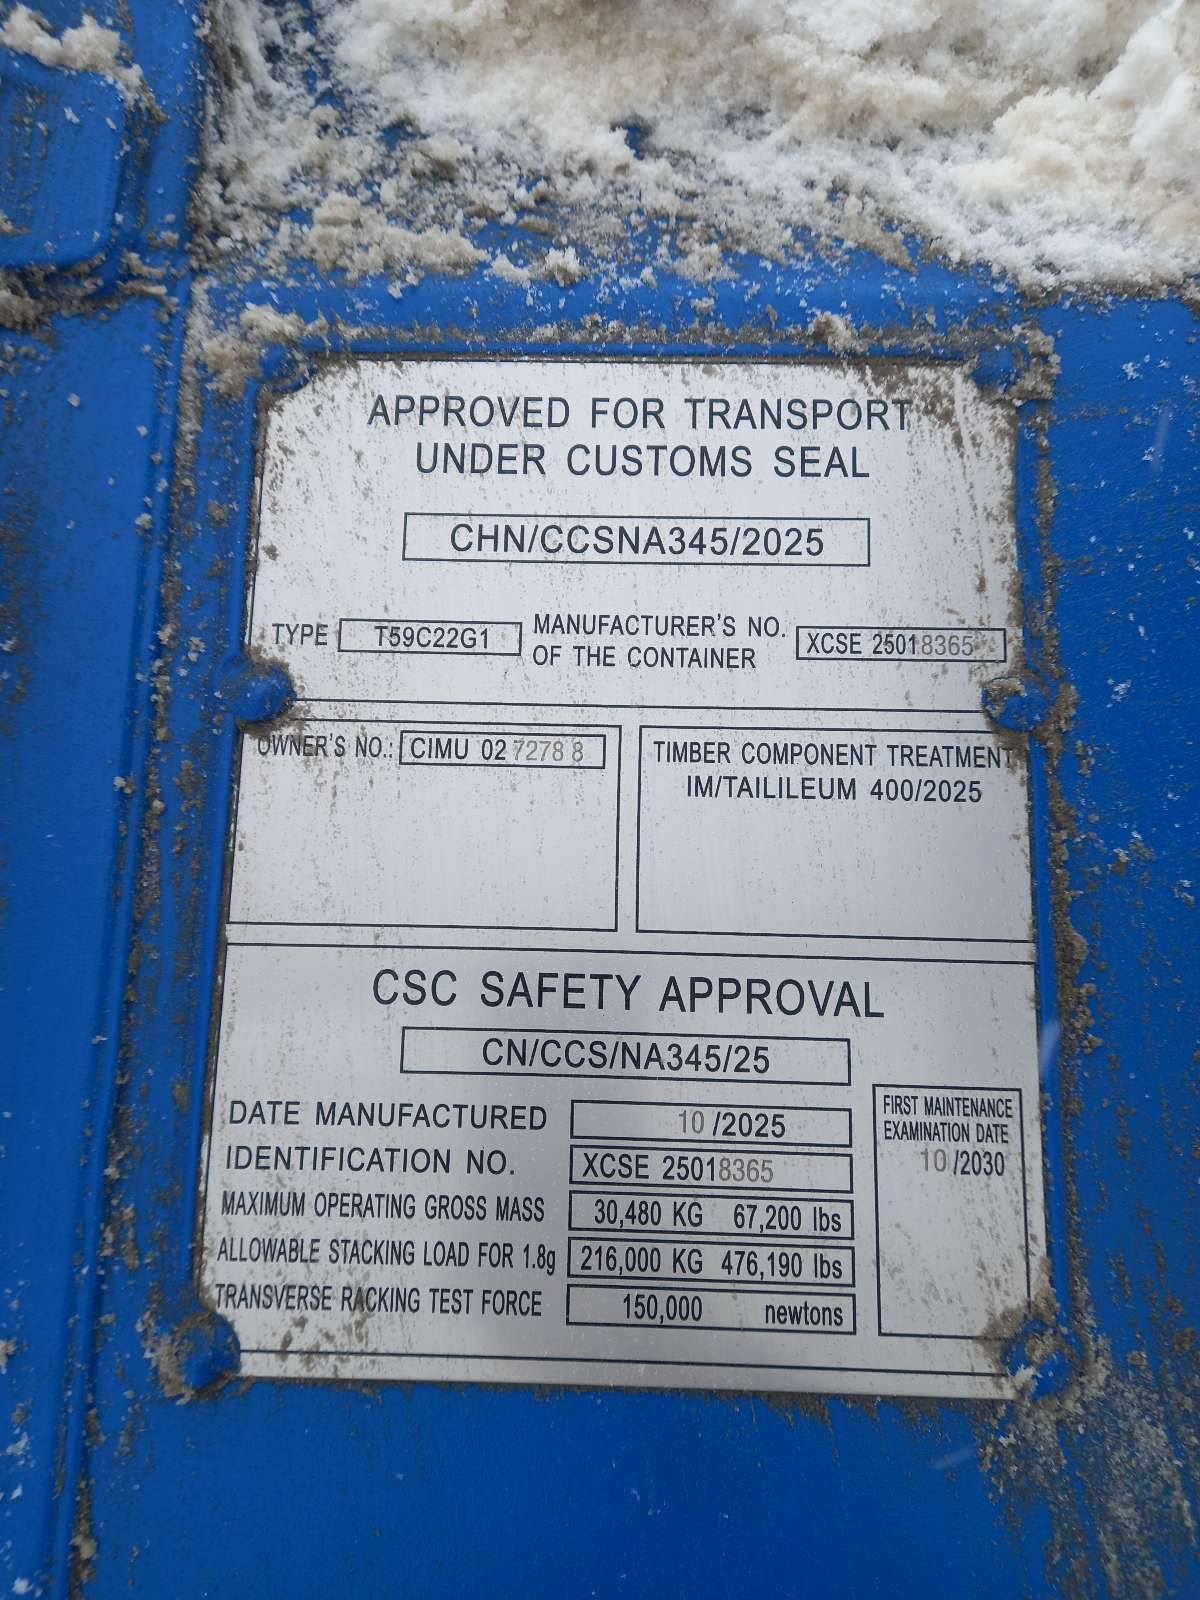 APPROVED FOR TRANSPORT
UNDER CUSTOMS SEAL
CHN/CCSNA345/2025
TYPE T59C22G1 MANUFACTURER'S NO. OF THE CONTAINER XCSE 25018365
OWNER'S NO.: CIMU 02 7278 8
TIMBER COMPONENT TREATMENT
IM/TAILILEUM 400/2025
CSC SAFETY APPROVAL
CN/CCS/NA345/25
DATE MANUFACTURED 10 /2025
IDENTIFICATION NO. XCSE 25018365
MAXIMUM OPERATING GROSS MASS 30,480 KG 67,200 lbs
ALLOWABLE STACKING LOAD FOR 1.8g 216,000 KG 476,190 lbs
TRANSVERSE RACKING TEST FORCE 150,000 newtons
FIRST MAINTENANCE
EXAMINATION DATE
10 /2030